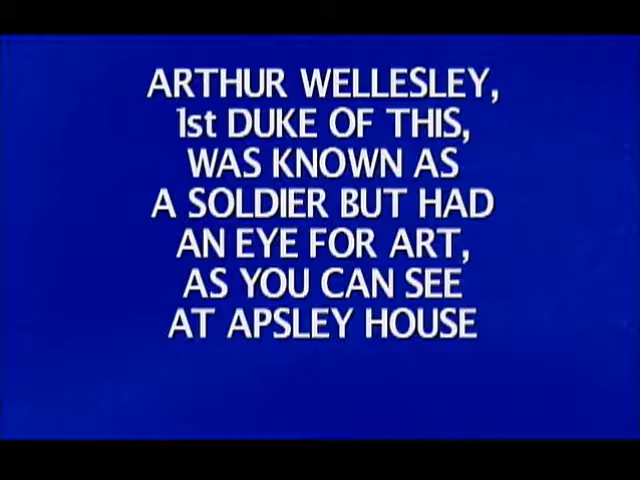 ARTHUR WELLESLEY,
1st DUKE OF THIS,
WAS KNOWN AS
A SOLDIER BUT HAD
AN EYE FOR ART,
AS YOU CAN SEE
AT APSLEY HOUSE